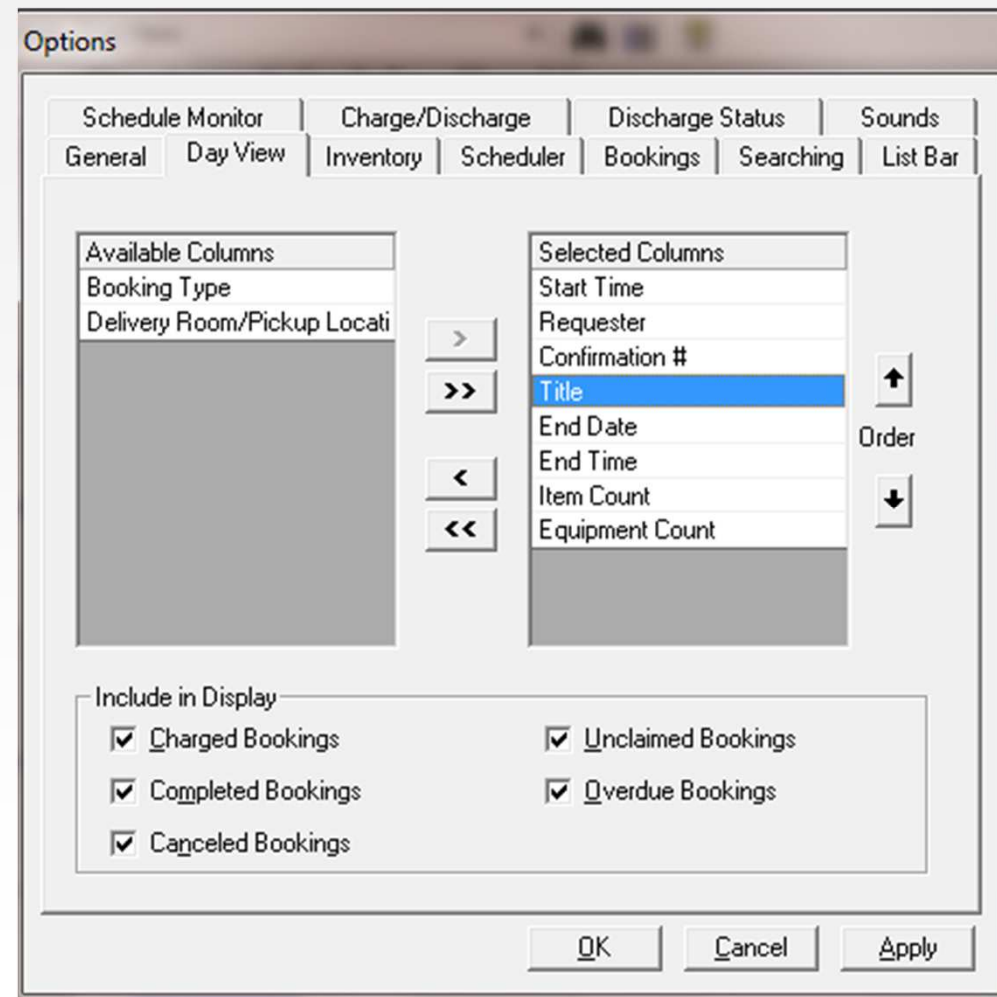 Options
Schedule Monitor Charge/Discharge Discharge Status Sounds
General Day View Inventory Scheduler Bookings Searching List Bar
Available Columns
Booking Type
Delivery Room/Pickup Locati
>
>>
<
<<
Selected Columns
Start Time
Requester
Confirmation #
Title
End Date
End Time
Item Count
Equipment Count
Order
Include in Display
Charged Bookings Unclaimed Bookings
Completed Bookings Overdue Bookings
Canceled Bookings
OK Cancel Apply